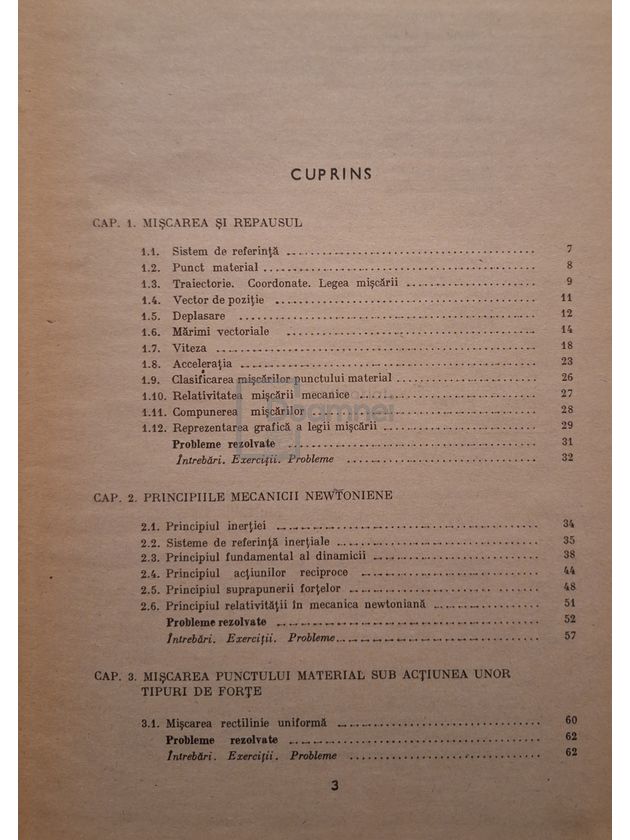 CUPRINS
CAP. 1. MIŞCAREA ŞI REPAUSUL
1.1. Sistem de referinţă 7
1.2. Punct material 8
1.3. Traiectorie. Coordonate. Legea mişcării 9
1.4. Vector de poziţie 11
1.5. Deplasare 12
1.6. Mărimi vectoriale 14
1.7. Viteza 18
1.8. Acceleraţia 23
1.9. Clasificarea mişcărilor punctului material 26
1.10. Relativitatea mişcării mecanice 27
1.11. Compunerea mişcărilor 28
1.12. Reprezentarea grafică a legii mişcării 29
Probleme rezolvate 31
Întrebări. Exerciţii. Probleme 32
CAP. 2. PRINCIPIILE MECANICII NEWTONIENE
2.1. Principiul inerţiei 34
2.2. Sisteme de referinţă inerţiale 35
2.3. Principiul fundamental al dinamicii 38
2.4. Principiul acţiunilor reciproce 44
2.5. Principiul suprapunerii forţelor 48
2.6. Principiul relativităţii în mecanica newtoniană 51
Probleme rezolvate 52
Întrebări. Exerciţii. Probleme 57
CAP. 3. MIŞCAREA PUNCTULUI MATERIAL SUB ACŢIUNEA UNOR
TIPURI DE FORŢE
3.1. Mişcarea rectilinie uniformă 60
Probleme rezolvate 62
Întrebări. Exerciţii. Probleme 62
3